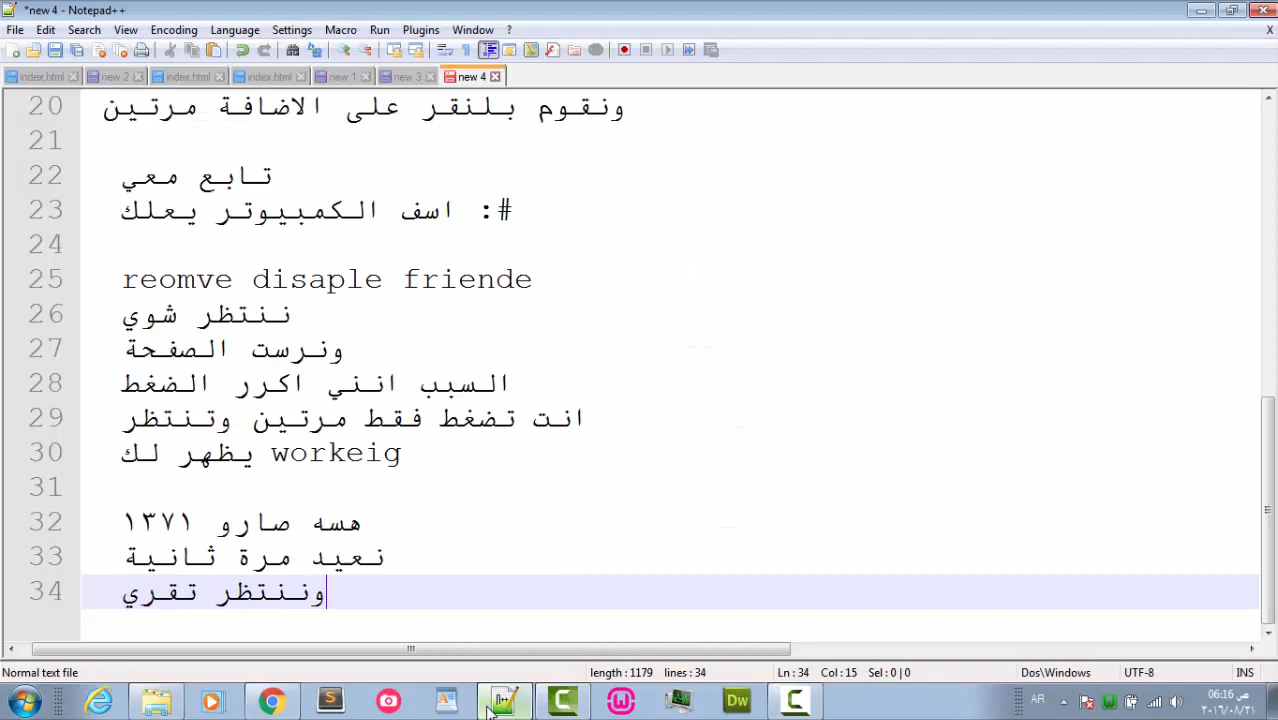 *new 4 - Notepad++
File Edit Search View Encoding Language Settings Macro Run Plugins Window ? X
index.html new 2 index.html index.html new 1 new 3 new 4
20 ونقوم بلنقر على الاضافة مرتين
21
22 تابع معي
23 اسف الكمبيوتر يعلك :#
24
25 reomve disaple friende
26 ننتظر شوي
27 ونرست الصفحة
28 السبب انني اكرر الضغط
29 انت تضغط فقط مرتين وتنتظر
30 يظهر لك workeig
31
32 هسه صارو ١٣٧١
33 نعيد مرة ثانية
34 وننتظر تقري
Normal text file length : 1179 lines : 34 Ln : 34 Col : 15 Sel : 0 | 0 Dos\Windows UTF-8 INS
AR 06:16 ص
٢٠١٦/٠٨/٣١